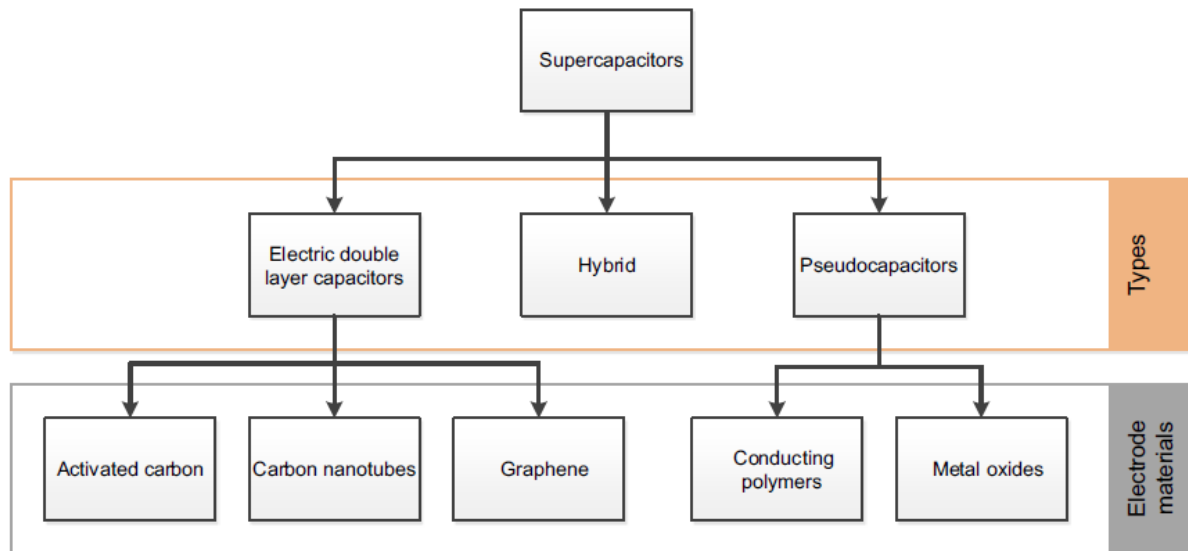 Supercapacitors
Electric double
layer capacitors
Hybrid
Pseudocapacitors
Types
Activated carbon
Carbon nanotubes
Graphene
Conducting
polymers
Metal oxides
Electrode
materials